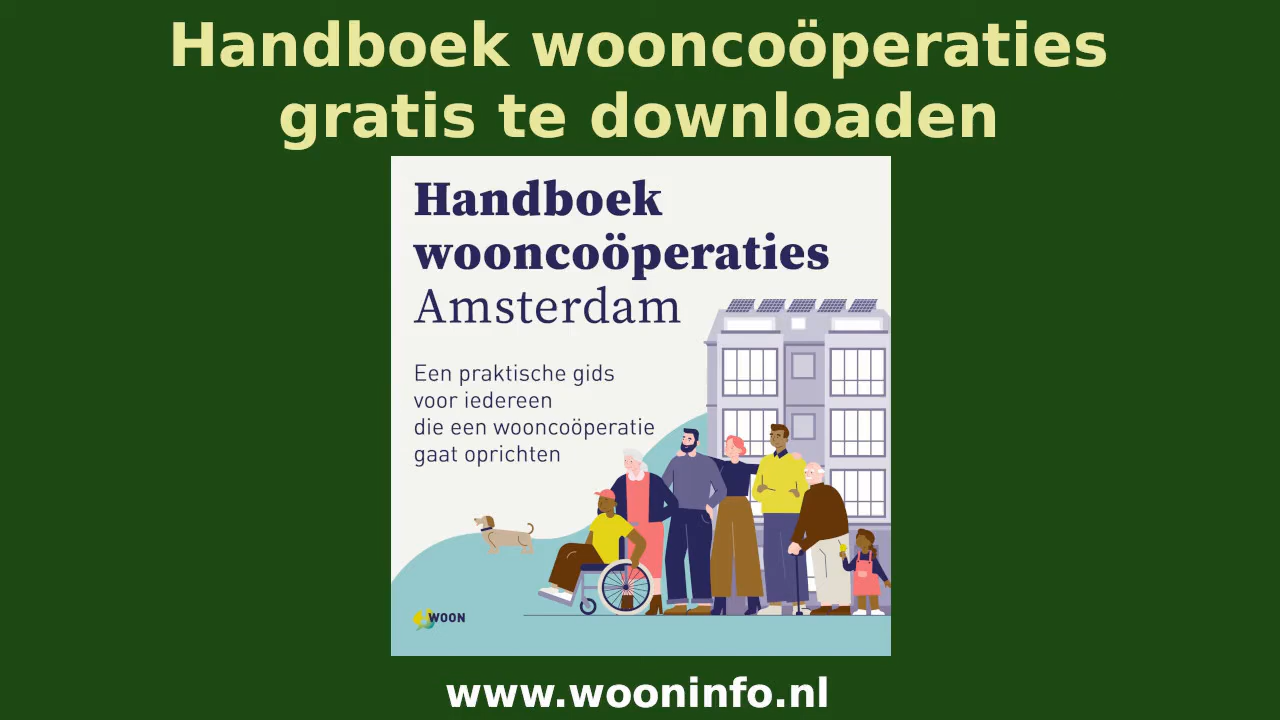 Handboek wooncoöperaties
gratis te downloaden
Handboek
wooncoöperaties
Amsterdam
Een praktische gids
voor iedereen
die een wooncoöperatie
gaat oprichten
WOON
www.wooninfo.nl